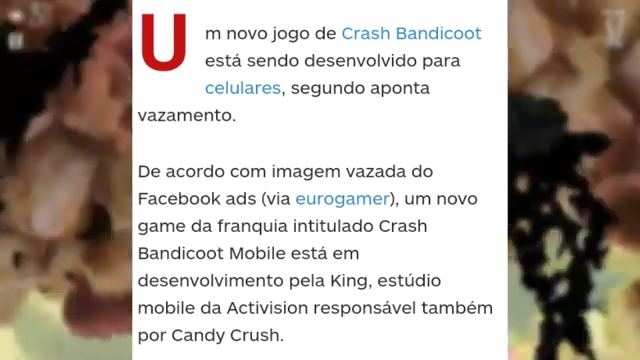 Um novo jogo de Crash Bandicoot
está sendo desenvolvido para
celulares, segundo aponta
vazamento.
De acordo com imagem vazada do
Facebook ads (via eurogamer), um novo
game da franquia intitulado Crash
Bandicoot Mobile está em
desenvolvimento pela King, estúdio
mobile da Activision responsável também
por Candy Crush.